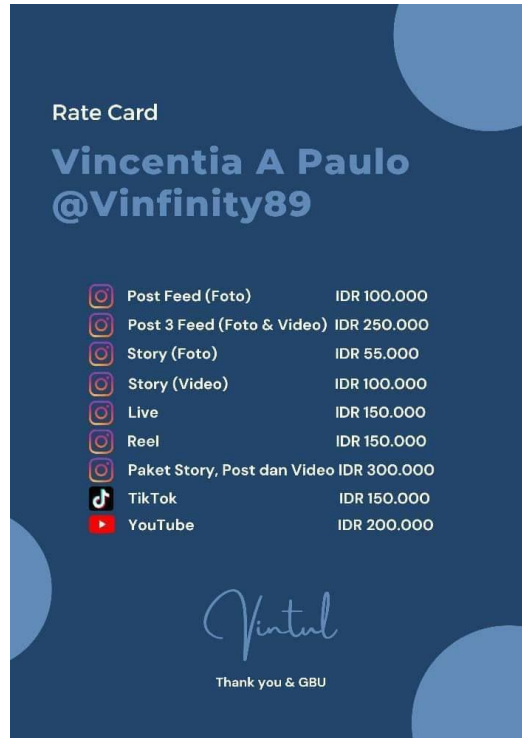 Rate Card
Vincentia A Paulo
@Vinfinity89
Post Feed (Foto) IDR 100.000
Post 3 Feed (Foto & Video) IDR 250.000
Story (Foto) IDR 55.000
Story (Video) IDR 100.000
Live IDR 150.000
Reel IDR 150.000
Paket Story, Post dan Video IDR 300.000
TikTok IDR 150.000
YouTube IDR 200.000
Vintul
Thank you & GBU